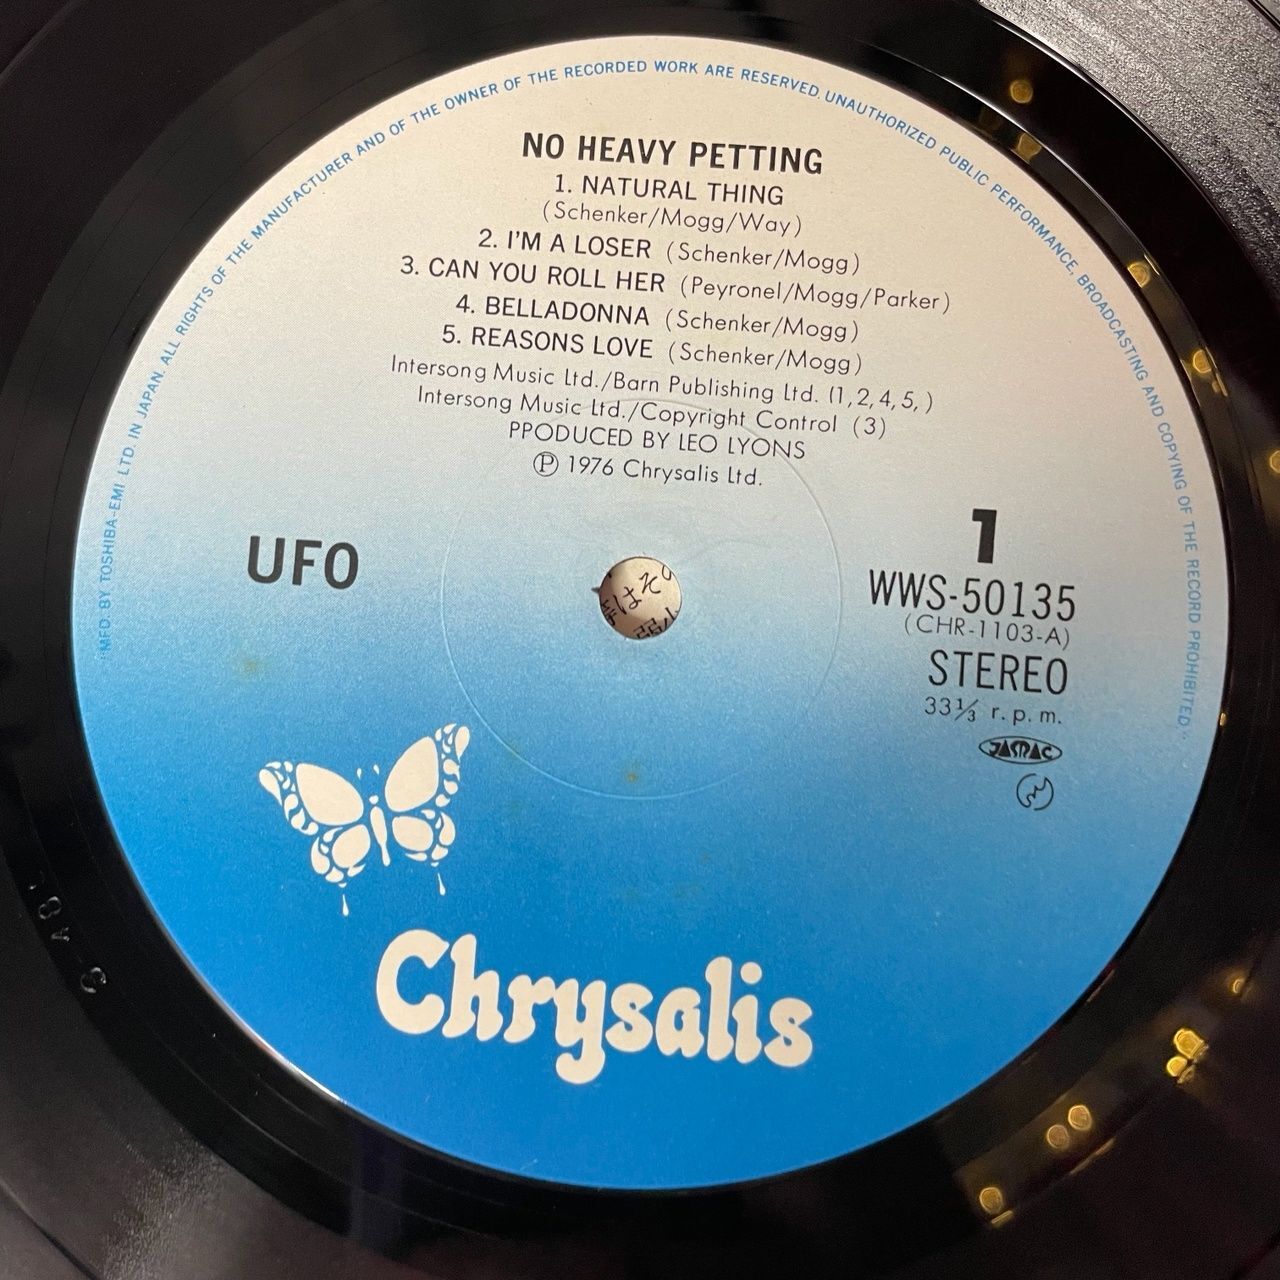 MFD. BY TOSHIBA-EMI LTD. IN JAPAN. ALL RIGHTS OF THE MANUFACTURER AND OF THE OWNER OF THE RECORDED WORK ARE RESERVED. UNAUTHORIZED PUBLIC PERFORMANCE, BROADCASTING AND COPYING OF THE RECORD PROHIBITED.
NO HEAVY PETTING
1. NATURAL THING
(Schenker/Mogg/Way)
2. I'M A LOSER (Schenker/Mogg)
3. CAN YOU ROLL HER (Peyronel/Mogg/Parker)
4. BELLADONNA (Schenker/Mogg)
5. REASONS LOVE (Schenker/Mogg)
Intersong Music Ltd./Barn Publishing Ltd. (1,2,4,5,)
Intersong Music Ltd./Copyright Control (3)
PPODUCED BY LEO LYONS
Ⓟ 1976 Chrysalis Ltd.
UFO
1
WWS-50135
(CHR-1103-A)
STEREO
33⅓ r.p.m.
JASRAC
はそ
Chrysalis